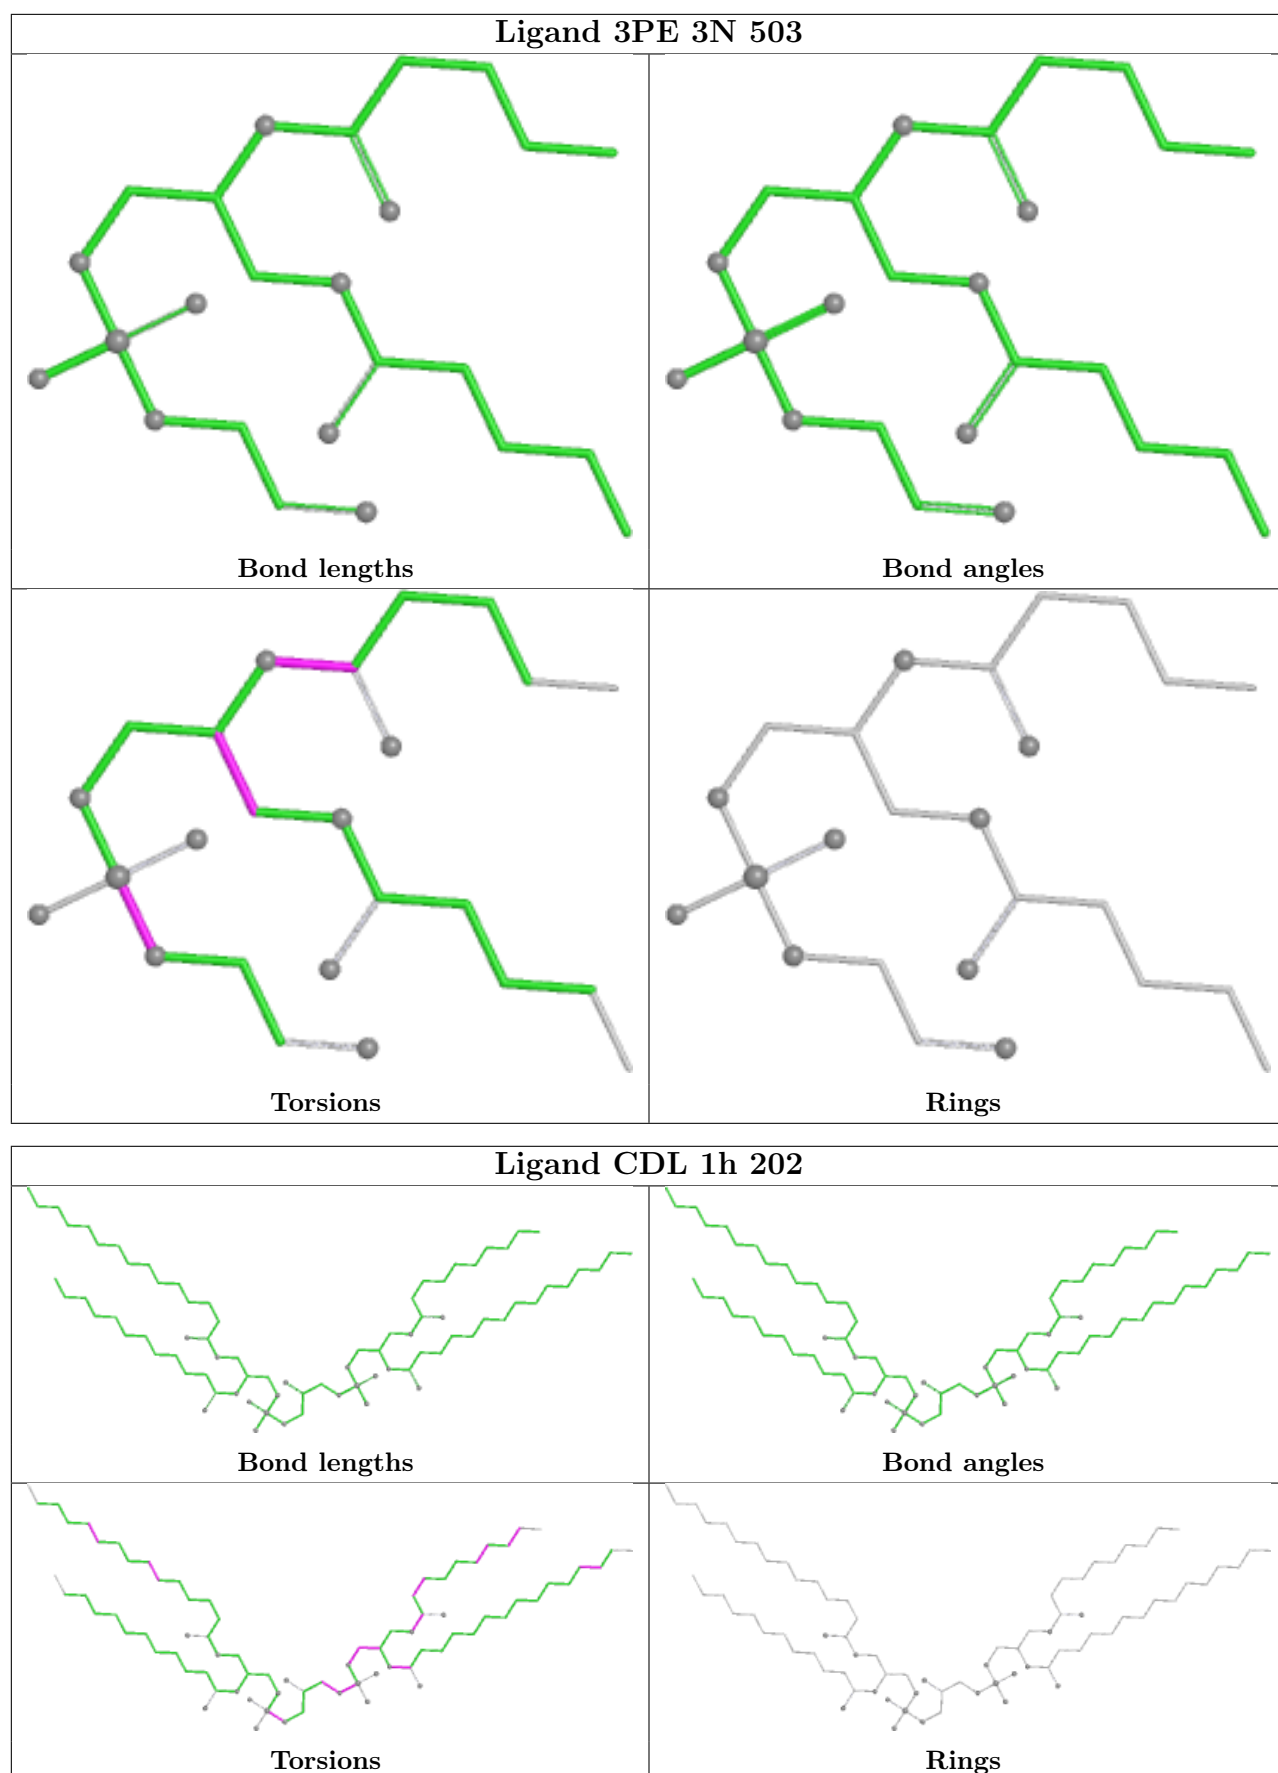 Ligand 3PE 3N 503
Bond lengths
Bond angles
Torsions
Rings
Ligand CDL 1h 202
Bond lengths
Bond angles
Torsions
Rings